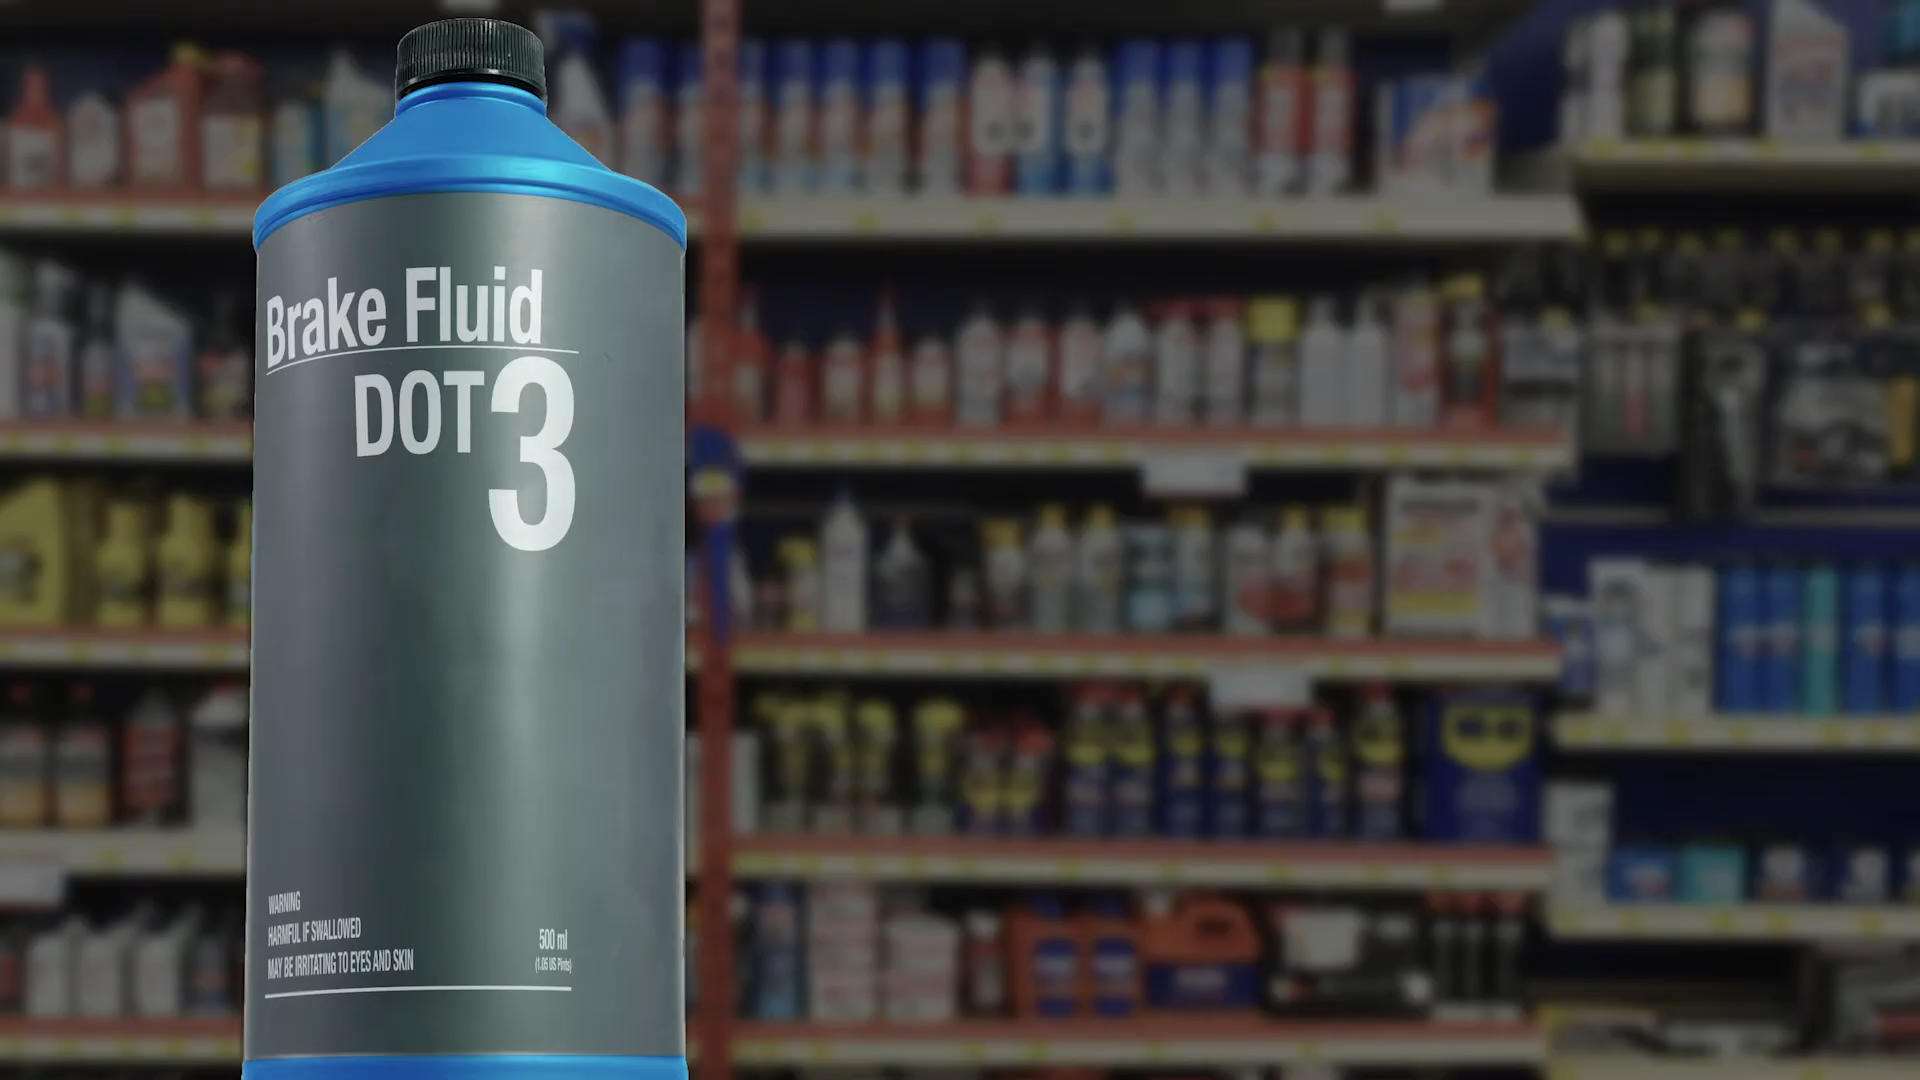 Brake Fluid
DOT 3
WARNING
HARMFUL IF SWALLOWED
MAY BE IRRITATING TO EYES AND SKIN
500 ml
(1.05 US Pints)